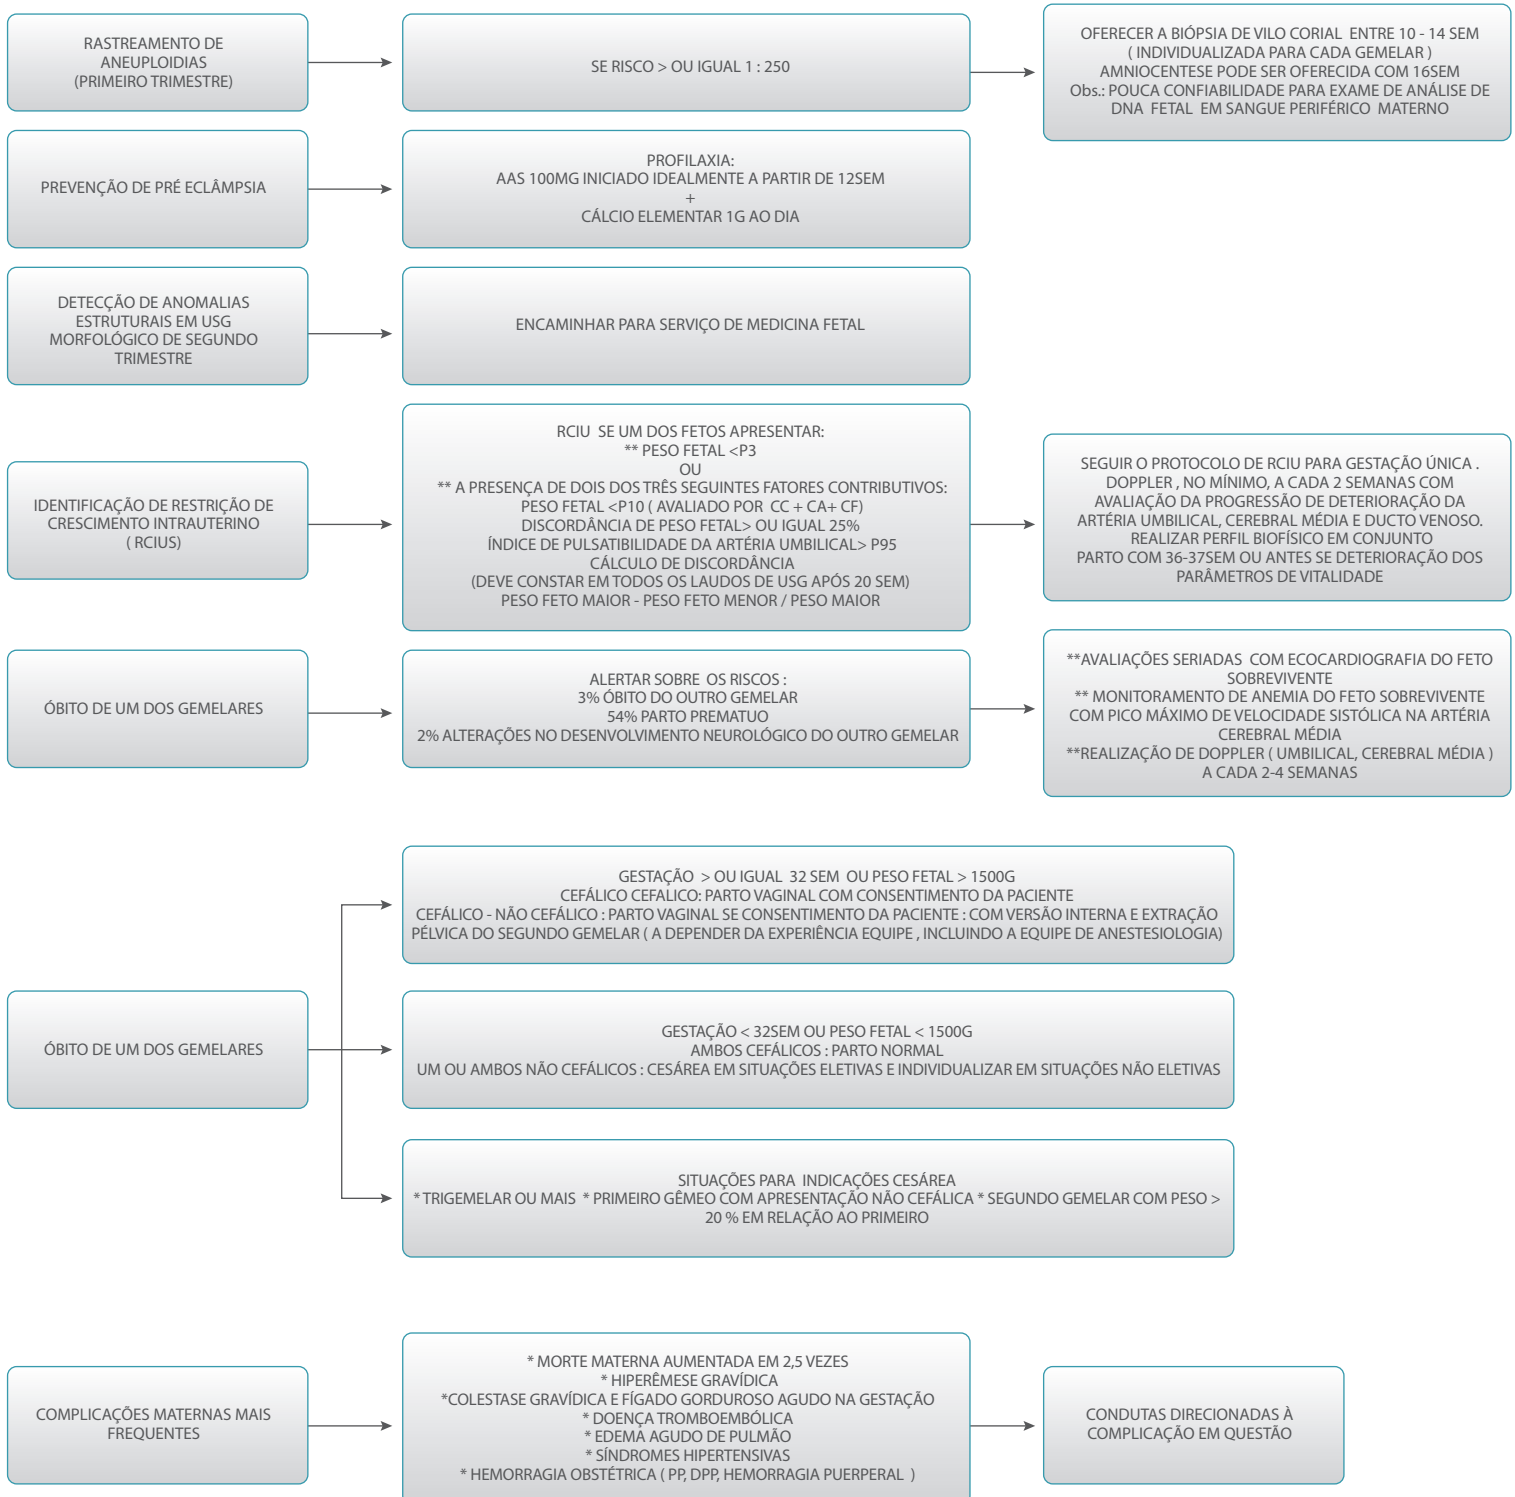 RASTREAMENTO DE
ANEUPLOIDIAS
(PRIMEIRO TRIMESTRE)
SE RISCO > OU IGUAL 1 : 250
OFERECER A BIÓPSIA DE VILO CORIAL ENTRE 10 - 14 SEM
( INDIVIDUALIZADA PARA CADA GEMELAR )
AMNIOCENTESE PODE SER OFERECIDA COM 16SEM
Obs.: POUCA CONFIABILIDADE PARA EXAME DE ANÁLISE DE
DNA FETAL EM SANGUE PERIFÉRICO MATERNO
PREVENÇÃO DE PRÉ ECLÂMPSIA
PROFILAXIA:
AAS 100MG INICIADO IDEALMENTE A PARTIR DE 12SEM
+
CÁLCIO ELEMENTAR 1G AO DIA
DETECÇÃO DE ANOMALIAS
ESTRUTURAIS EM USG
MORFOLÓGICO DE SEGUNDO
TRIMESTRE
ENCAMINHAR PARA SERVIÇO DE MEDICINA FETAL
IDENTIFICAÇÃO DE RESTRIÇÃO DE
CRESCIMENTO INTRAUTERINO
( RCIUS)
RCIU SE UM DOS FETOS APRESENTAR:
** PESO FETAL <P3
OU
** A PRESENÇA DE DOIS DOS TRÊS SEGUINTES FATORES CONTRIBUTIVOS:
PESO FETAL <P10 ( AVALIADO POR CC + CA+ CF)
DISCORDÂNCIA DE PESO FETAL> OU IGUAL 25%
ÍNDICE DE PULSATIBILIDADE DA ARTÉRIA UMBILICAL> P95
CÁLCULO DE DISCORDÂNCIA
(DEVE CONSTAR EM TODOS OS LAUDOS DE USG APÓS 20 SEM)
PESO FETO MAIOR - PESO FETO MENOR / PESO MAIOR
SEGUIR O PROTOCOLO DE RCIU PARA GESTAÇÃO ÚNICA .
DOPPLER , NO MÍNIMO, A CADA 2 SEMANAS COM
AVALIAÇÃO DA PROGRESSÃO DE DETERIORAÇÃO DA
ARTÉRIA UMBILICAL, CEREBRAL MÉDIA E DUCTO VENOSO.
REALIZAR PERFIL BIOFÍSICO EM CONJUNTO
PARTO COM 36-37SEM OU ANTES SE DETERIORAÇÃO DOS
PARÂMETROS DE VITALIDADE
ÓBITO DE UM DOS GEMELARES
ALERTAR SOBRE OS RISCOS :
3% ÓBITO DO OUTRO GEMELAR
54% PARTO PREMATUO
2% ALTERAÇÕES NO DESENVOLVIMENTO NEUROLÓGICO DO OUTRO GEMELAR
**AVALIAÇÕES SERIADAS COM ECOCARDIOGRAFIA DO FETO
SOBREVIVENTE
** MONITORAMENTO DE ANEMIA DO FETO SOBREVIVENTE
COM PICO MÁXIMO DE VELOCIDADE SISTÓLICA NA ARTÉRIA
CEREBRAL MÉDIA
**REALIZAÇÃO DE DOPPLER ( UMBILICAL, CEREBRAL MÉDIA )
A CADA 2-4 SEMANAS
ÓBITO DE UM DOS GEMELARES
GESTAÇÃO > OU IGUAL 32 SEM OU PESO FETAL > 1500G
CEFÁLICO CEFALICO: PARTO VAGINAL COM CONSENTIMENTO DA PACIENTE
CEFÁLICO - NÃO CEFÁLICO : PARTO VAGINAL SE CONSENTIMENTO DA PACIENTE : COM VERSÃO INTERNA E EXTRAÇÃO
PÉLVICA DO SEGUNDO GEMELAR ( A DEPENDER DA EXPERIÊNCIA EQUIPE , INCLUINDO A EQUIPE DE ANESTESIOLOGIA)
GESTAÇÃO < 32SEM OU PESO FETAL < 1500G
AMBOS CEFÁLICOS : PARTO NORMAL
UM OU AMBOS NÃO CEFÁLICOS : CESÁREA EM SITUAÇÕES ELETIVAS E INDIVIDUALIZAR EM SITUAÇÕES NÃO ELETIVAS
SITUAÇÕES PARA INDICAÇÕES CESÁREA
* TRIGEMELAR OU MAIS * PRIMEIRO GÊMEO COM APRESENTAÇÃO NÃO CEFÁLICA * SEGUNDO GEMELAR COM PESO >
20 % EM RELAÇÃO AO PRIMEIRO
COMPLICAÇÕES MATERNAS MAIS
FREQUENTES
* MORTE MATERNA AUMENTADA EM 2,5 VEZES
* HIPERÊMESE GRAVÍDICA
*COLESTASE GRAVÍDICA E FÍGADO GORDUROSO AGUDO NA GESTAÇÃO
* DOENÇA TROMBOEMBÓLICA
* EDEMA AGUDO DE PULMÃO
* SÍNDROMES HIPERTENSIVAS
* HEMORRAGIA OBSTÉTRICA ( PP, DPP, HEMORRAGIA PUERPERAL )
CONDUTAS DIRECIONADAS À
COMPLICAÇÃO EM QUESTÃO